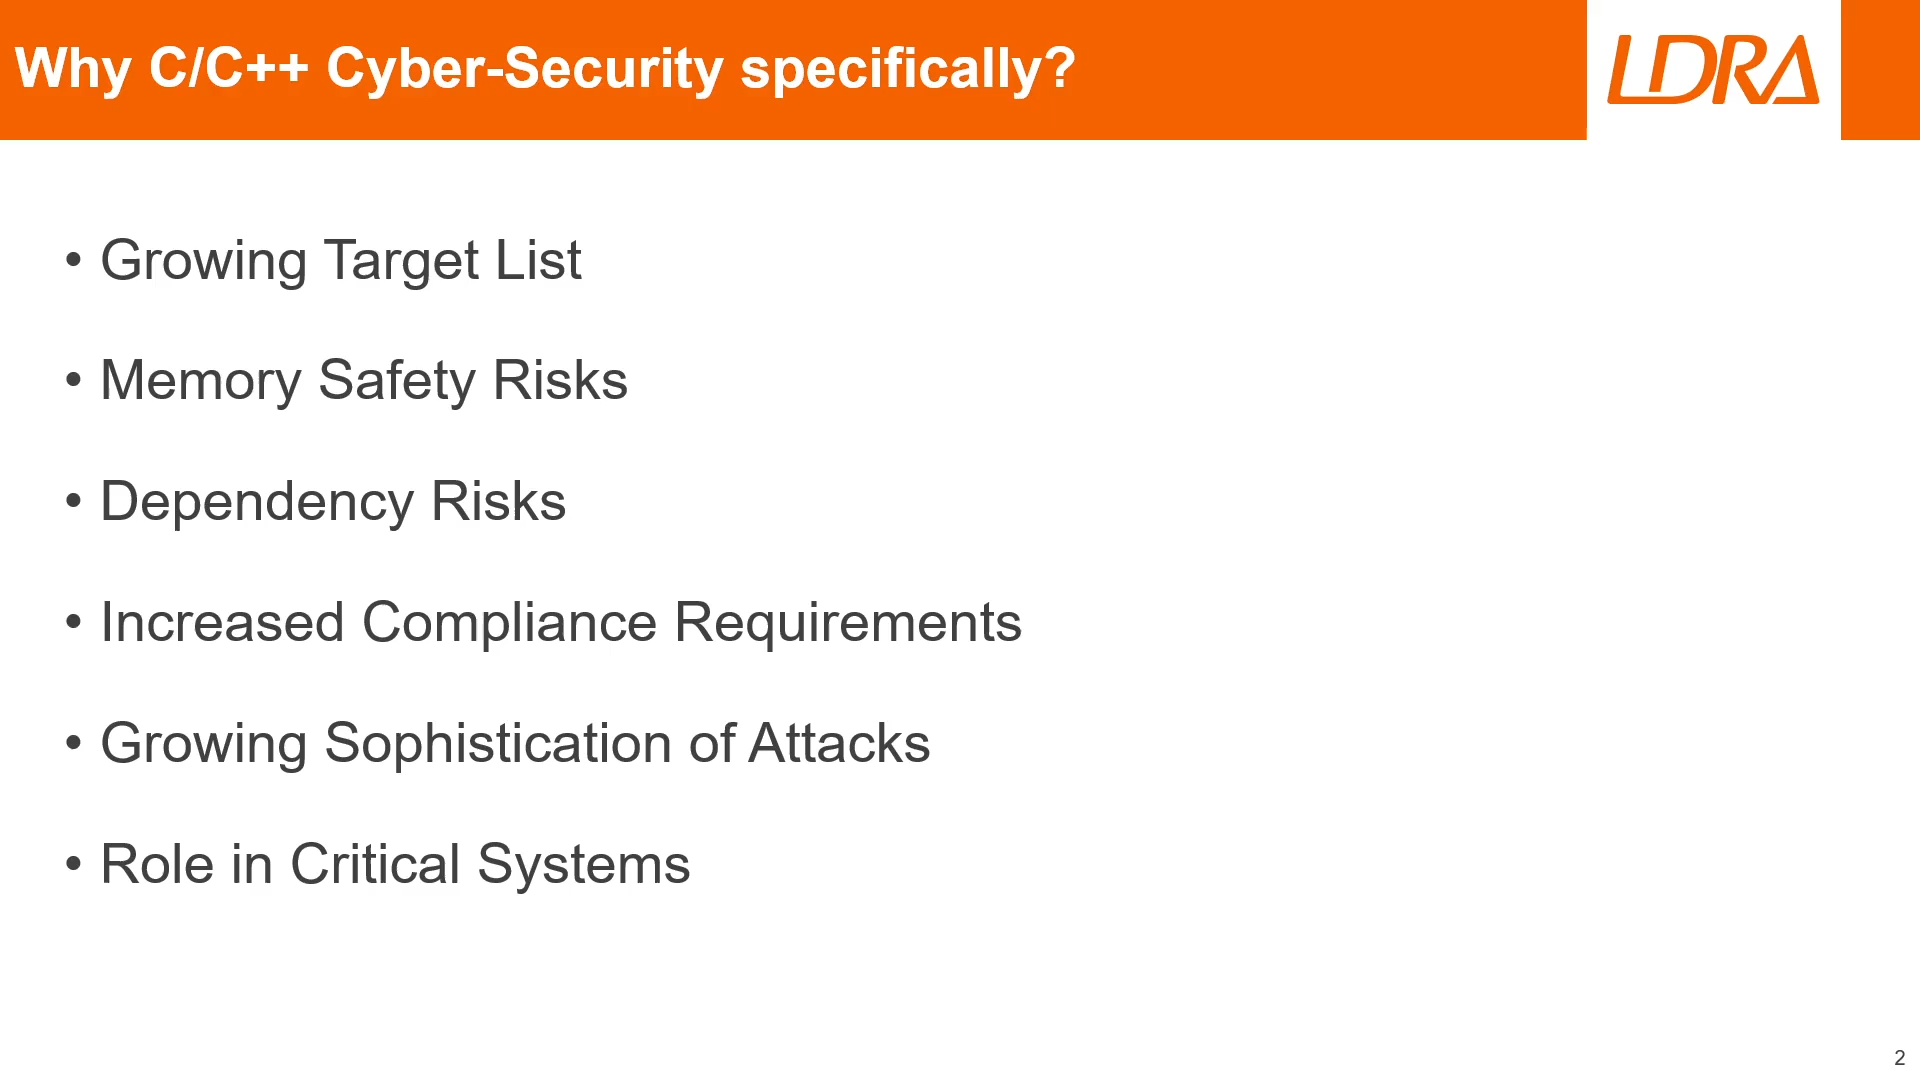 Why C/C++ Cyber-Security specifically?
LDRA
• Growing Target List
• Memory Safety Risks
• Dependency Risks
• Increased Compliance Requirements
• Growing Sophistication of Attacks
• Role in Critical Systems
2